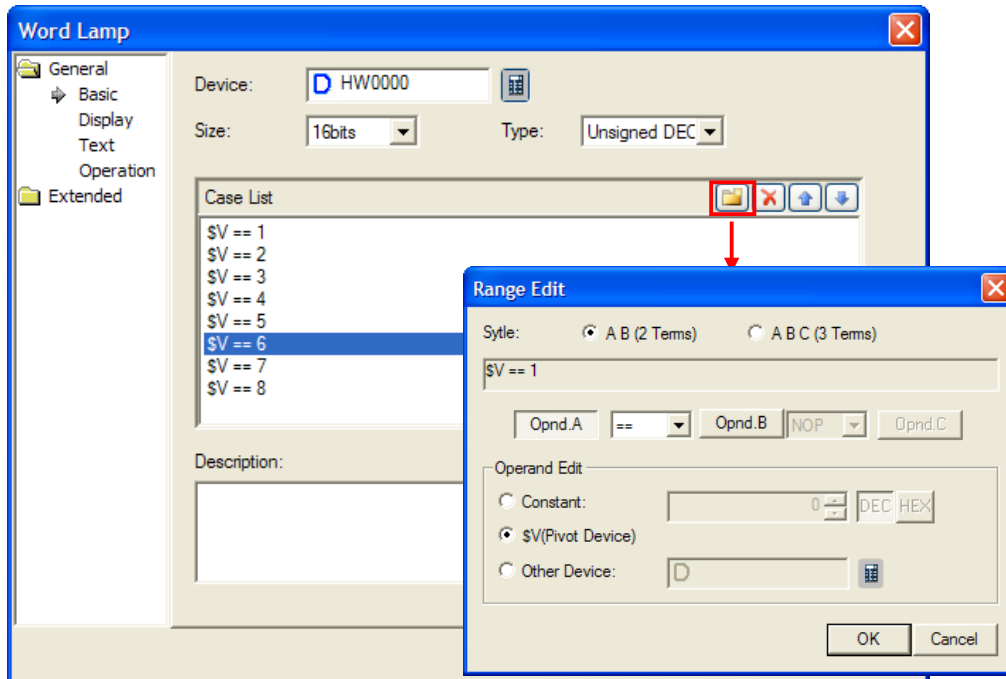 Word Lamp
General
Basic
Display
Text
Operation
Extended
Device: D HW0000
Size: 16bits Type: Unsigned DEC
Case List
$V == 1
$V == 2
$V == 3
$V == 4
$V == 5
$V == 6
$V == 7
$V == 8
Description:
Range Edit
Sytle: A B (2 Terms) A B C (3 Terms)
$V == 1
Opnd.A == Opnd.B NOP Opnd.C
Operand Edit
Constant: 0 DEC HEX
$V(Pivot Device)
Other Device: D
OK Cancel